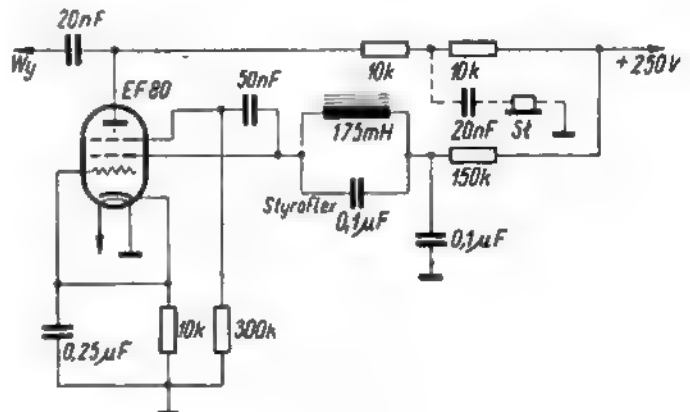 20nF
Wy
EF80
50nF
10k
10k
+250V
175mH
20nF
St
150k
Styroflex
0,1µF
0,1µF
0,25µF
10k
300k